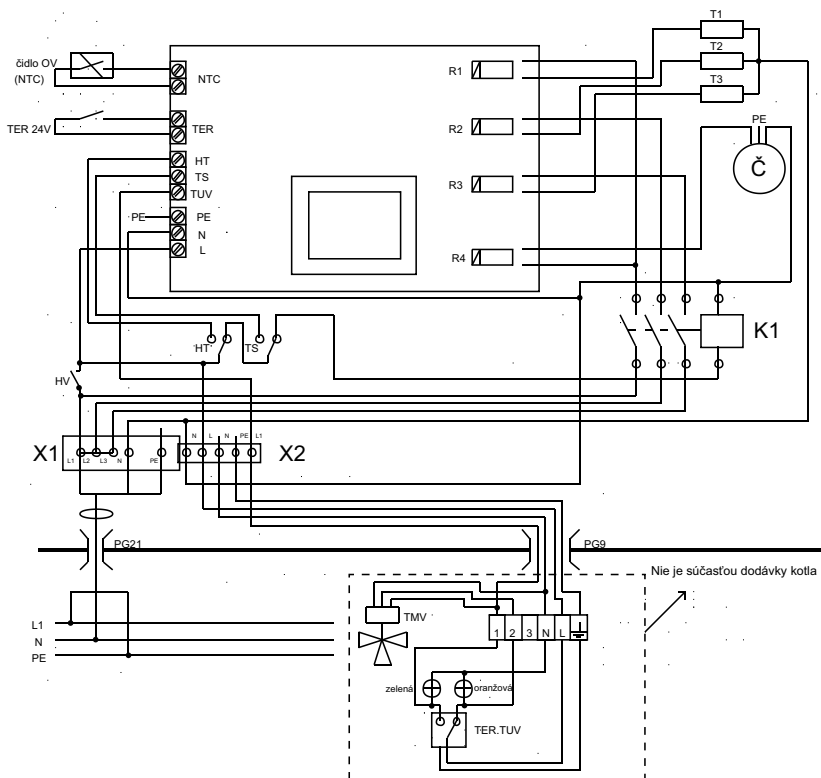 T1
T2
T3
čidlo OV
(NTC)
NTC
R1
TER 24V
TER
R2
PE
Č
HT
TS
TUV
R3
PE
PE
N
L
R4
HT
TS
K1
HV
X1
L1
L2
L3
N
PE
N
L
N
PE
L1
X2
PG21
PG9
Nie je súčasťou dodávky kotla
L1
N
PE
TMV
1
2
3
N
L
zelená
oranžová
TER.TUV